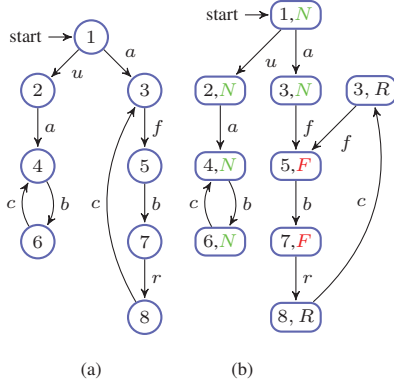 start 1
u a
2 3
a f
4 5
c b c b
6 7
r
8
(a)
start 1,N
u a
2,N 3,N 3, R
a f f
4,N 5,F
c b b c
6,N 7,F
r
8, R
(b)